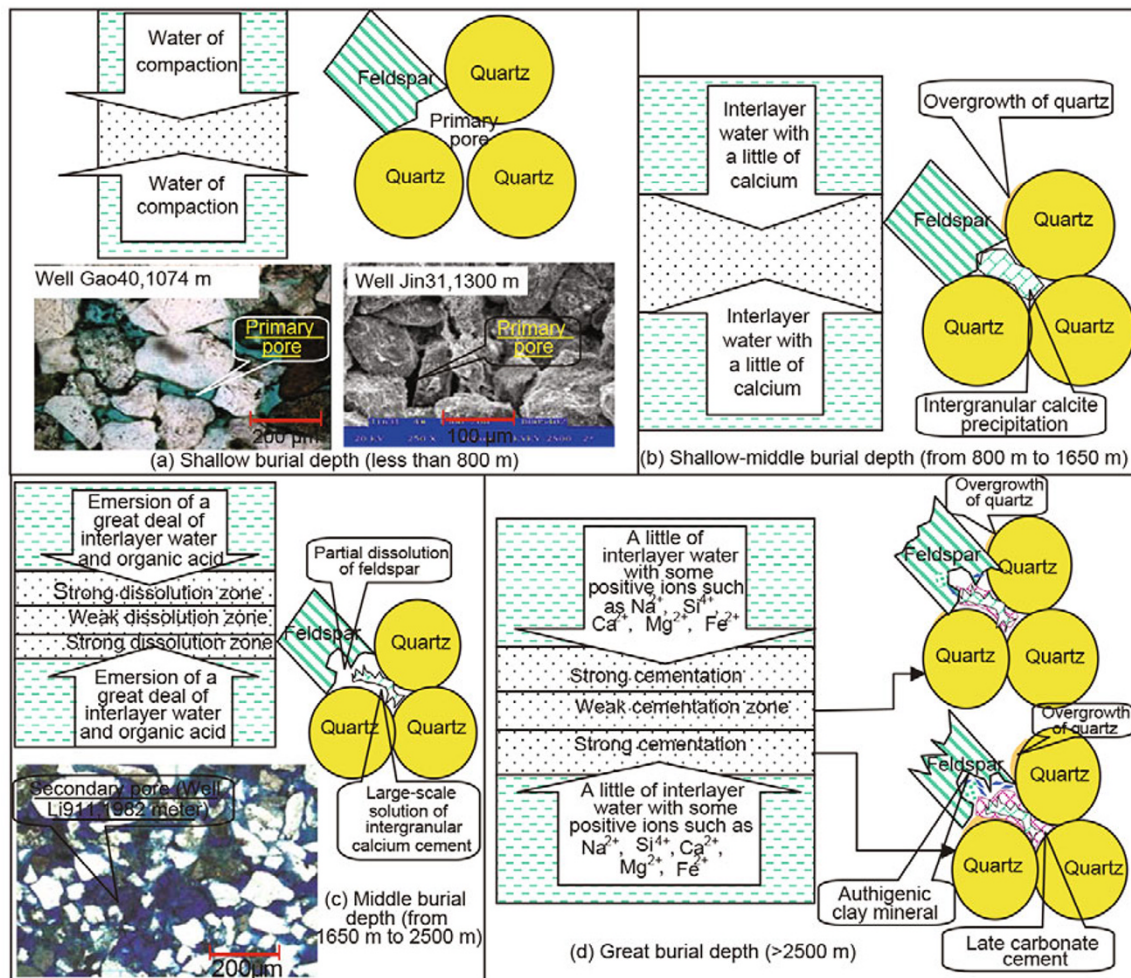 Water of
compaction
Water of
compaction
Feldspar
Quartz
Primary
pore
Quartz
Quartz
Well Gao40,1074 m
Primary
pore
200 μm
Well Jin31,1300 m
Primary
pore
100 μm
20 KV 250 X
(a) Shallow burial depth (less than 800 m)
Interlayer
water with
a little of
calcium
Interlayer
water with
a little of
calcium
Overgrowth of quartz
Feldspar
Quartz
Quartz
Quartz
Intergranular calcite
precipitation
(b) Shallow-middle burial depth (from 800 m to 1650 m)
Emersion of a
great deal of
interlayer water
and organic acid
Strong dissolution zone
Weak dissolution zone
Strong dissolution zone
Emersion of a
great deal of
interlayer water
and organic acid
Partial dissolution
of feldspar
Feldspar
Quartz
Quartz
Quartz
Large-scale
solution of
intergranular
calcium cement
Secondary pore (Well
Li911,1982 meter)
200μm
(c) Middle burial
depth (from
1650 m to 2500 m)
A little of
interlayer water
with some
positive ions such
as Na²⁺, Si⁴⁺,
Ca²⁺, Mg²⁺, Fe²⁺
Strong cementation
Weak cementation zone
Strong cementation
A little of interlayer
water with some
positive ions such as
Na²⁺, Si⁴⁺, Ca²⁺,
Mg²⁺, Fe²⁺
Overgrowth
of quartz
Feldspar
Quartz
Quartz
Quartz
Overgrowth
of quartz
Feldspar
Quartz
Quartz
Quartz
Authigenic
clay mineral
Late carbonate
cement
(d) Great burial depth (>2500 m)